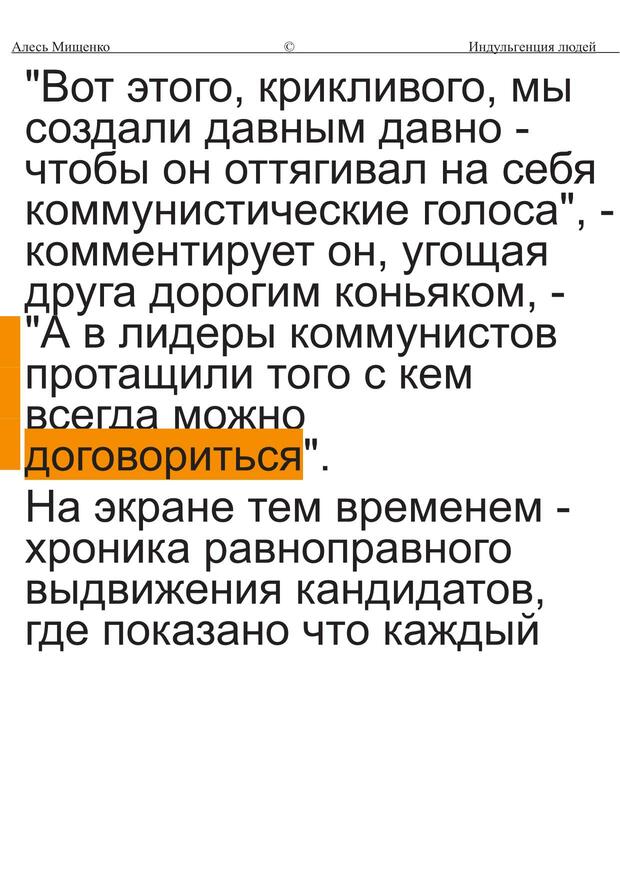 Алесь Мищенко © Индульгенция людей
"Вот этого, крикливого, мы
создали давным давно -
чтобы он оттягивал на себя
коммунистические голоса", -
комментирует он, угощая
друга дорогим коньяком, -
"А в лидеры коммунистов
протащили того с кем
всегда можно
договориться".
На экране тем временем -
хроника равноправного
выдвижения кандидатов,
где показано что каждый